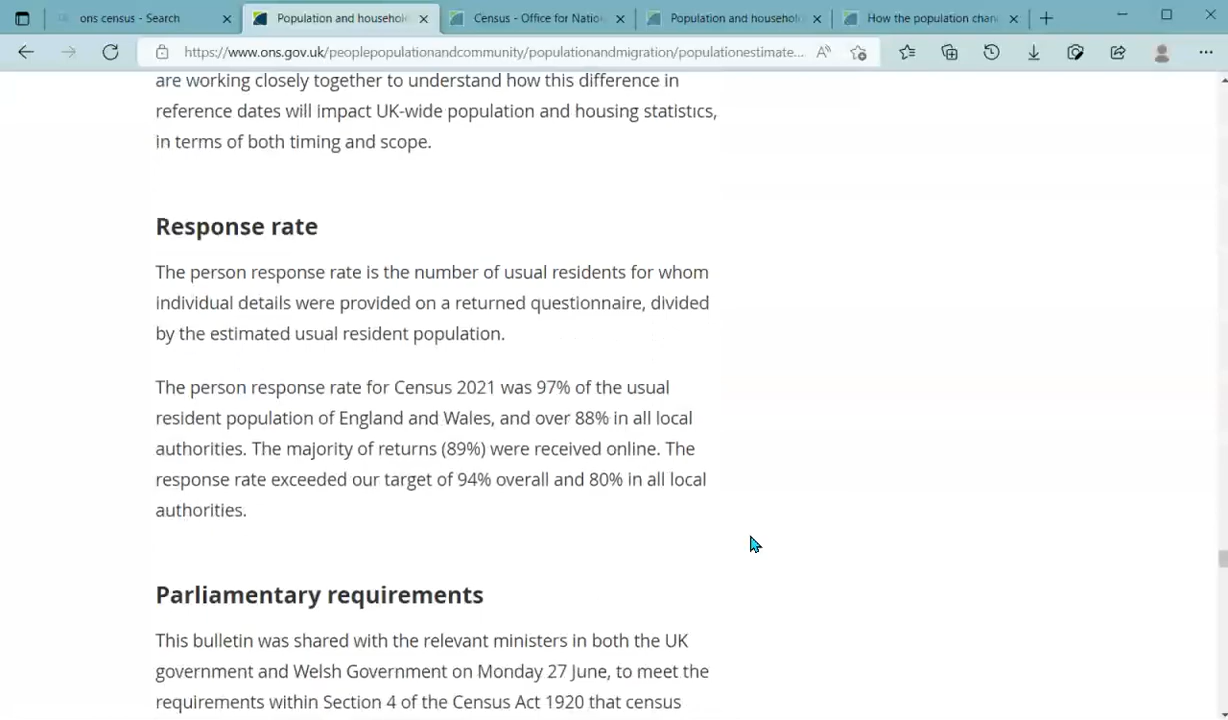 ons census - Search
Population and househol
Census - Office for Natio
Population and househol
How the population chan
https://www.ons.gov.uk/peoplepopulationandcommunity/populationandmigration/populationestimate...
are working closely together to understand how this difference in
reference dates will impact UK-wide population and housing statistics,
in terms of both timing and scope.
Response rate
The person response rate is the number of usual residents for whom
individual details were provided on a returned questionnaire, divided
by the estimated usual resident population.
The person response rate for Census 2021 was 97% of the usual
resident population of England and Wales, and over 88% in all local
authorities. The majority of returns (89%) were received online. The
response rate exceeded our target of 94% overall and 80% in all local
authorities.
Parliamentary requirements
This bulletin was shared with the relevant ministers in both the UK
government and Welsh Government on Monday 27 June, to meet the
requirements within Section 4 of the Census Act 1920 that census